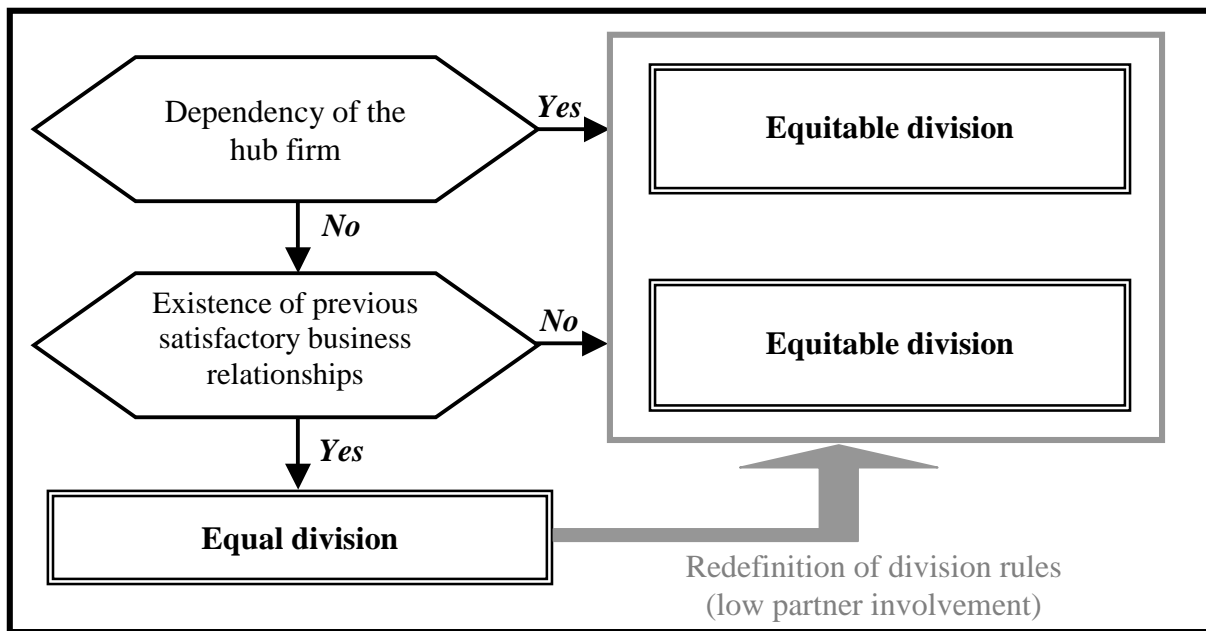 Dependency of the
hub firm
Yes
Equitable division
No
Existence of previous
satisfactory business
relationships
No
Equitable division
Yes
Equal division
Redefinition of division rules
(low partner involvement)